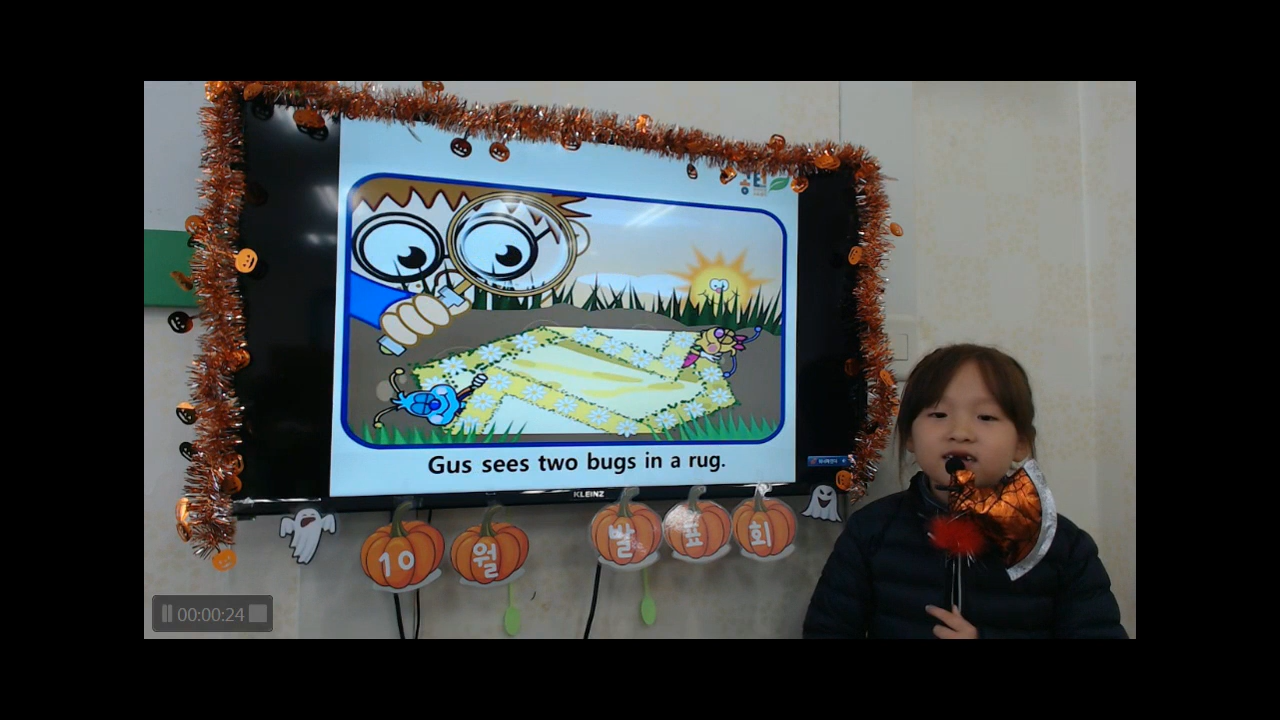 Gus sees two bugs in a rug.
KLEINZ
10 월 발 표 회
00:00:24